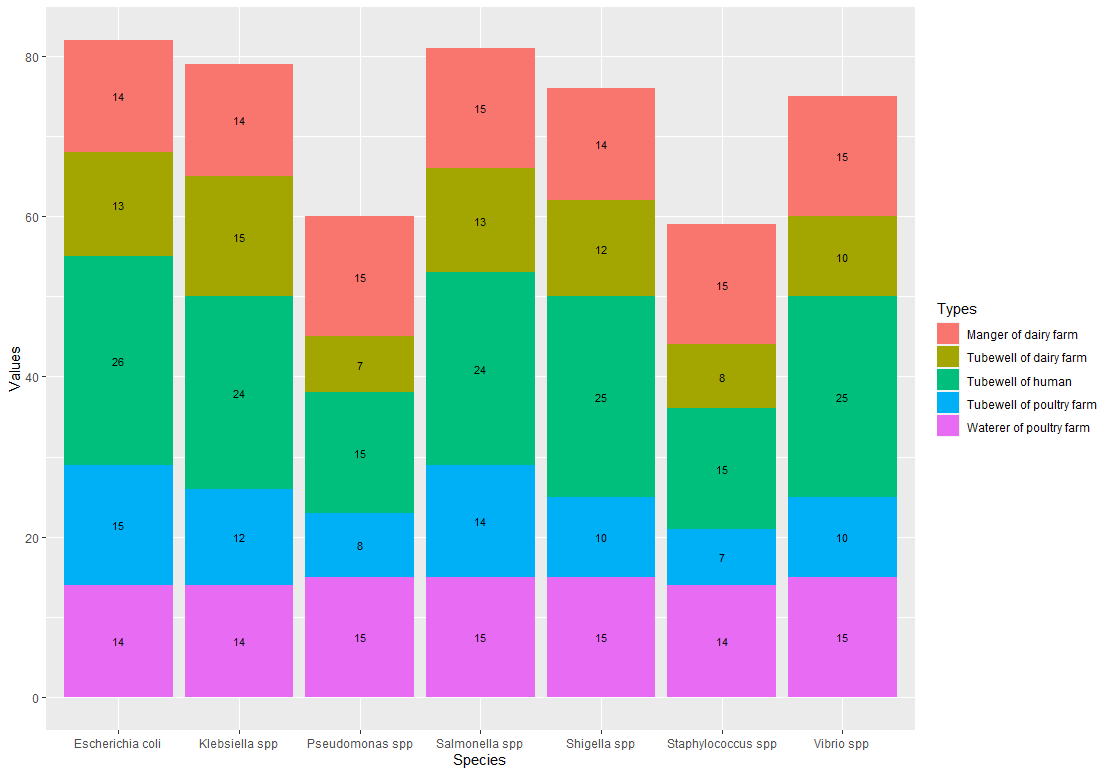 80
60
40
20
0
Values
14 14 15 15 14 15 15
13 15 7 13 12 8 10
26 24 15 24 25 15 25
15 12 8 14 10 7 10
14 14 15 15 15 14 15
Escherichia coli Klebsiella spp Pseudomonas spp Salmonella spp Shigella spp Staphylococcus spp Vibrio spp
Species
Types
Manger of dairy farm
Tubewell of dairy farm
Tubewell of human
Tubewell of poultry farm
Waterer of poultry farm